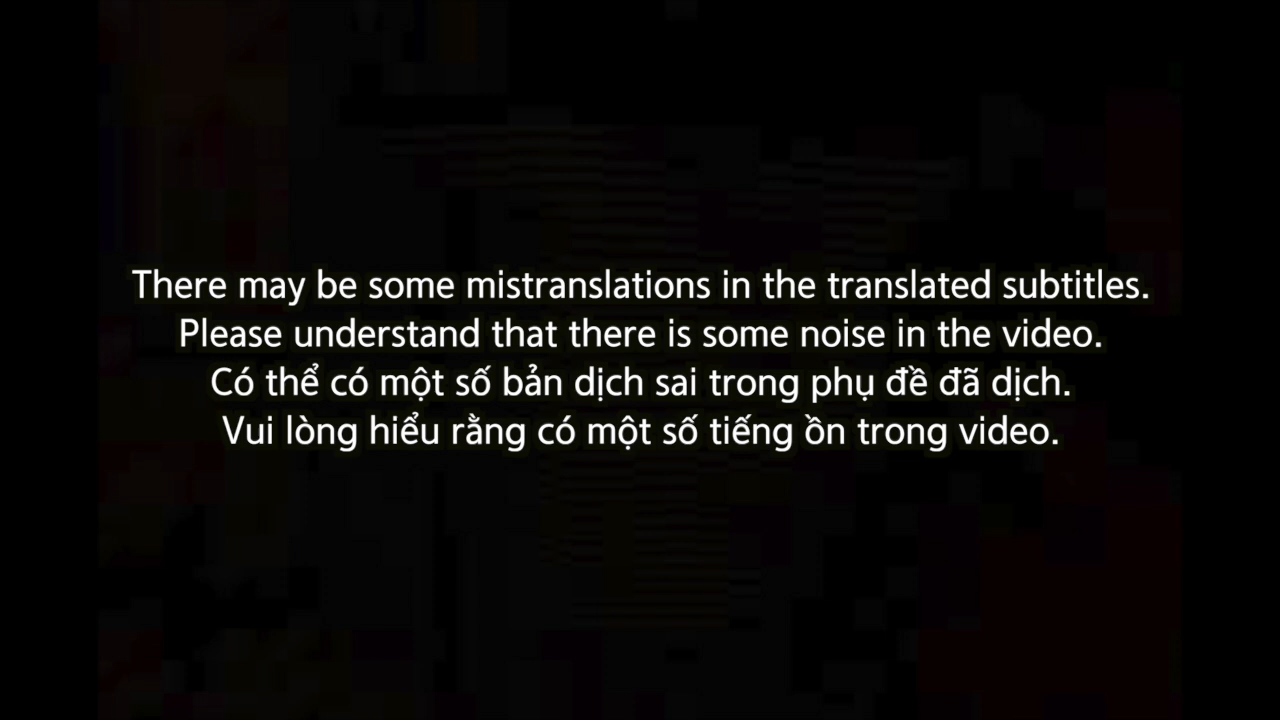 There may be some mistranslations in the translated subtitles.
Please understand that there is some noise in the video.
Có thể có một số bản dịch sai trong phụ đề đã dịch.
Vui lòng hiểu rằng có một số tiếng ồn trong video.